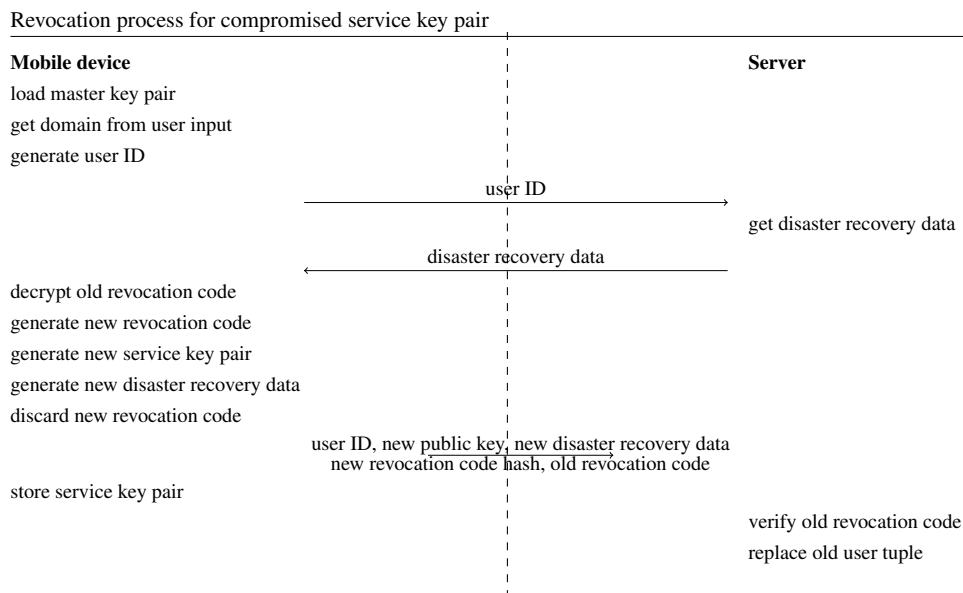 Revocation process for compromised service key pair
Mobile device
Server
load master key pair
get domain from user input
generate user ID
user ID
get disaster recovery data
disaster recovery data
decrypt old revocation code
generate new revocation code
generate new service key pair
generate new disaster recovery data
discard new revocation code
user ID, new public key, new disaster recovery data
new revocation code hash, old revocation code
store service key pair
verify old revocation code
replace old user tuple